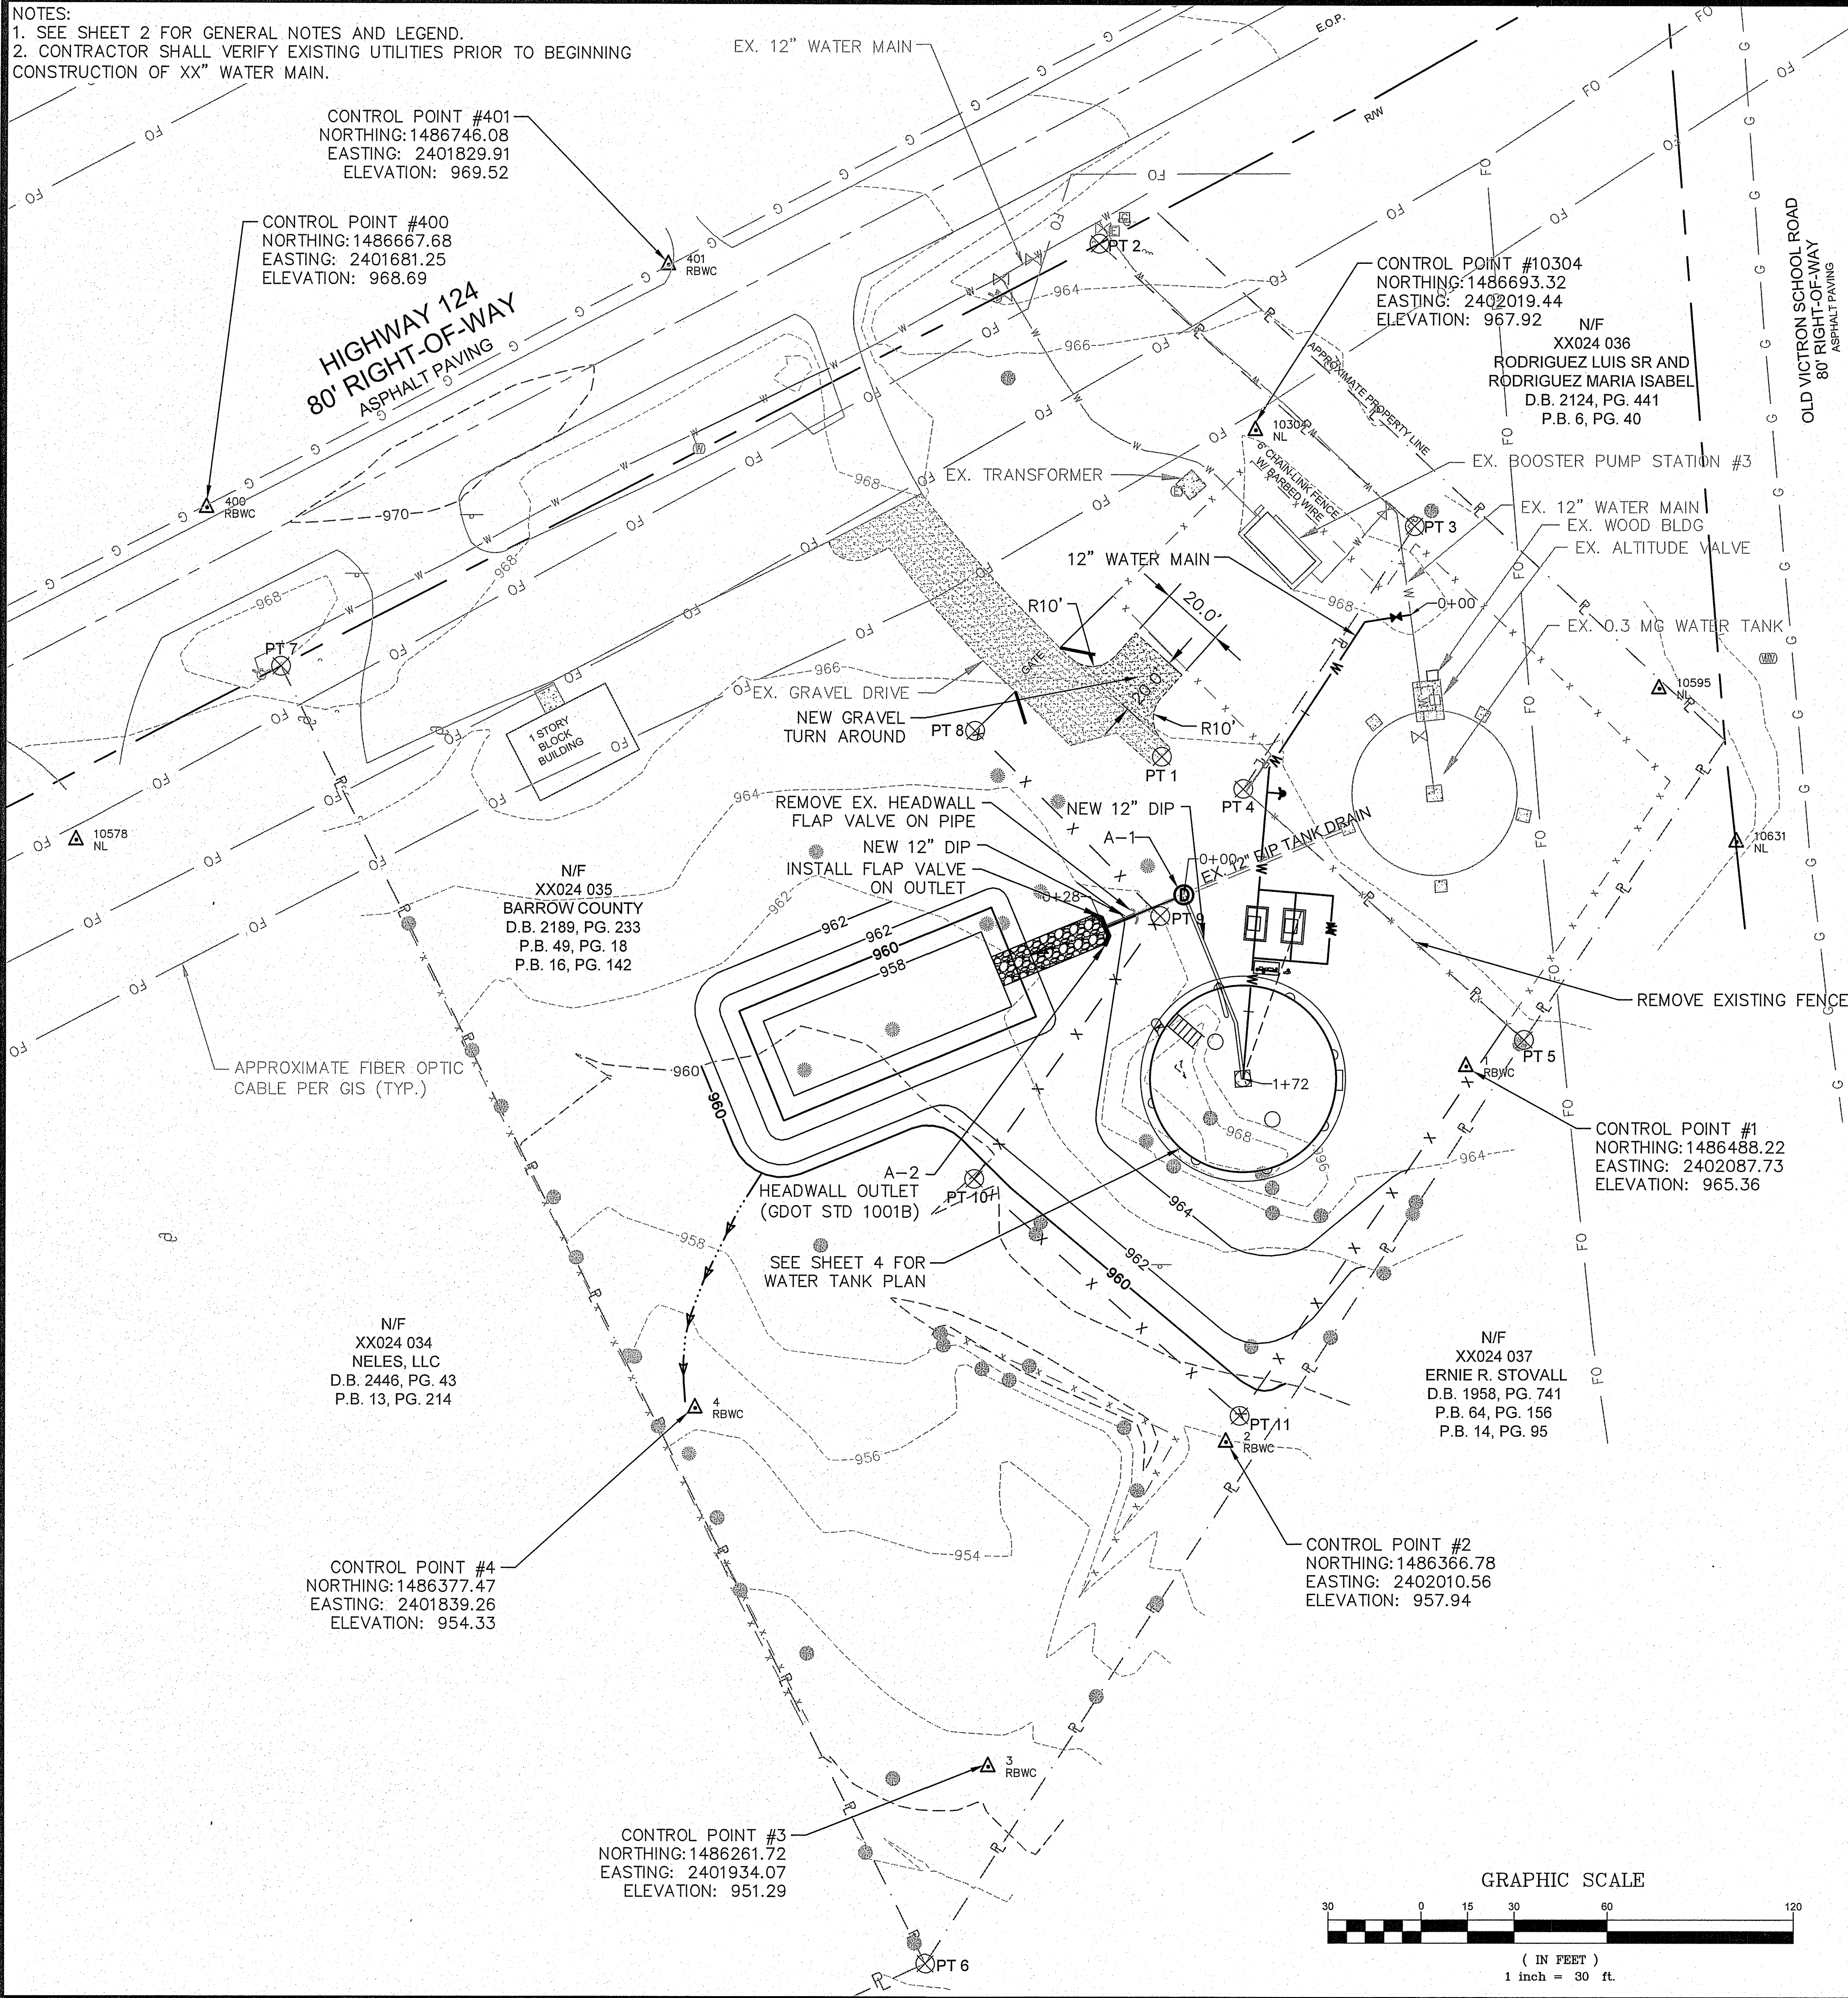 NOTES:
1. SEE SHEET 2 FOR GENERAL NOTES AND LEGEND.
2. CONTRACTOR SHALL VERIFY EXISTING UTILITIES PRIOR TO BEGINNING
CONSTRUCTION OF XX" WATER MAIN.
EX. 12" WATER MAIN
E.O.P.
R/W
CONTROL POINT #401
NORTHING: 1486746.08
EASTING: 2401829.91
ELEVATION: 969.52
CONTROL POINT #400
NORTHING: 1486667.68
EASTING: 2401681.25
ELEVATION: 968.69
401
RBWC
400
RBWC
HIGHWAY 124
80' RIGHT-OF-WAY
ASPHALT PAVING
PT 2
CONTROL POINT #10304
NORTHING: 1486693.32
EASTING: 2402019.44
ELEVATION: 967.92
10304
NL
N/F
XX024 036
RODRIGUEZ LUIS SR AND
RODRIGUEZ MARIA ISABEL
D.B. 2124, PG. 441
P.B. 6, PG. 40
OLD VICTRON SCHOOL ROAD
80' RIGHT-OF-WAY
ASPHALT PAVING
APPROXIMATE PROPERTY LINE
964
966
968
970
968
968
EX. TRANSFORMER
6' CHAIN-LINK FENCE
W/ BARBED WIRE
EX. BOOSTER PUMP STATION #3
EX. 12" WATER MAIN
EX. WOOD BLDG
EX. ALTITUDE VALVE
PT 3
12" WATER MAIN
968
0+00
EX. 0.3 MG WATER TANK
R10'
20.0'
20.0'
GATE
R10'
966
EX. GRAVEL DRIVE
NEW GRAVEL
TURN AROUND
PT 8
PT 1
PT 4
PT 7
1 STORY
BLOCK
BUILDING
10595
NL
10631
NL
10578
NL
964
REMOVE EX. HEADWALL
FLAP VALVE ON PIPE
NEW 12" DIP
INSTALL FLAP VALVE
ON OUTLET
NEW 12" DIP
A-1
0+00
EX. 12" DIP TANK DRAIN
0+28
PT 9
D
N/F
XX024 035
BARROW COUNTY
D.B. 2189, PG. 233
P.B. 49, PG. 18
P.B. 16, PG. 142
962
962
962
960
958
REMOVE EXISTING FENCE
PT 5
1
RBWC
1+72
968
966
964
APPROXIMATE FIBER OPTIC
CABLE PER GIS (TYP.)
960
960
CONTROL POINT #1
NORTHING: 1486488.22
EASTING: 2402087.73
ELEVATION: 965.36
A-2
HEADWALL OUTLET
(GDOT STD 1001B)
PT 10
964
962
960
958
SEE SHEET 4 FOR
WATER TANK PLAN
N/F
XX024 034
NELES, LLC
D.B. 2446, PG. 43
P.B. 13, PG. 214
N/F
XX024 037
ERNIE R. STOVALL
D.B. 1958, PG. 741
P.B. 64, PG. 156
P.B. 14, PG. 95
4
RBWC
PT 11
2
RBWC
956
954
CONTROL POINT #4
NORTHING: 1486377.47
EASTING: 2401839.26
ELEVATION: 954.33
CONTROL POINT #2
NORTHING: 1486366.78
EASTING: 2402010.56
ELEVATION: 957.94
3
RBWC
CONTROL POINT #3
NORTHING: 1486261.72
EASTING: 2401934.07
ELEVATION: 951.29
PT 6
GRAPHIC SCALE
30 0 15 30 60 120
( IN FEET )
1 inch = 30 ft.